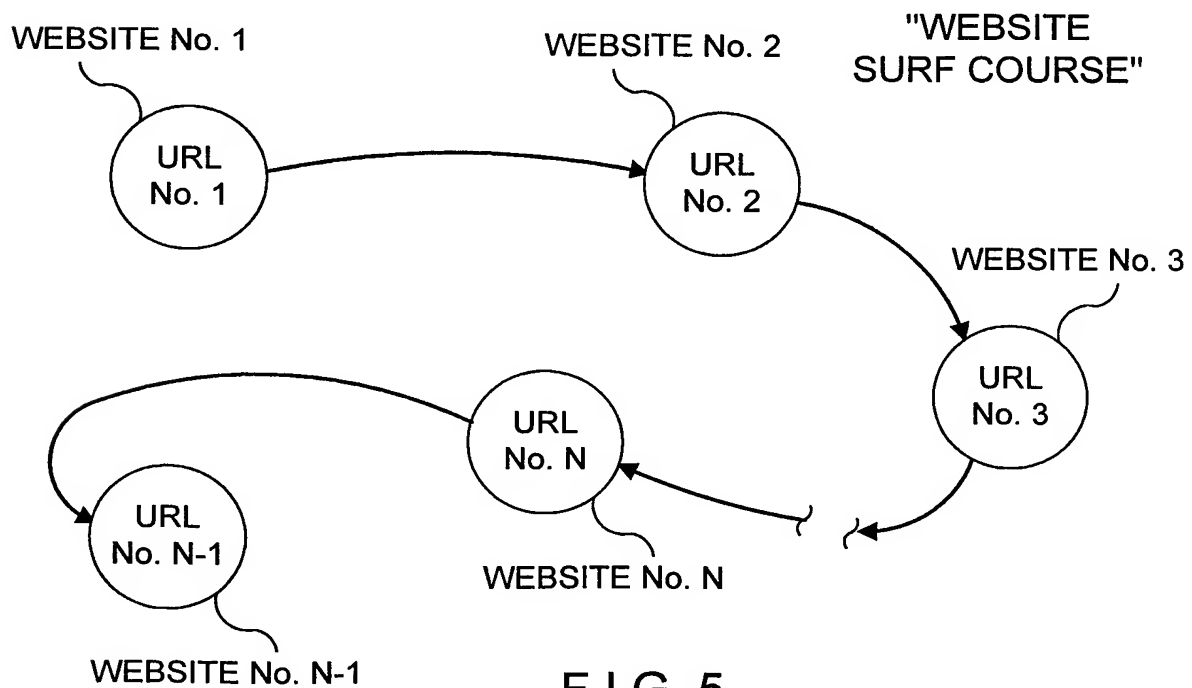 WEBSITE No. 1
WEBSITE No. 2
"WEBSITE
SURF COURSE"
URL
No. 1
URL
No. 2
WEBSITE No. 3
URL
No. 3
URL
No. N
URL
No. N-1
WEBSITE No. N
WEBSITE No. N-1
FIG. 5